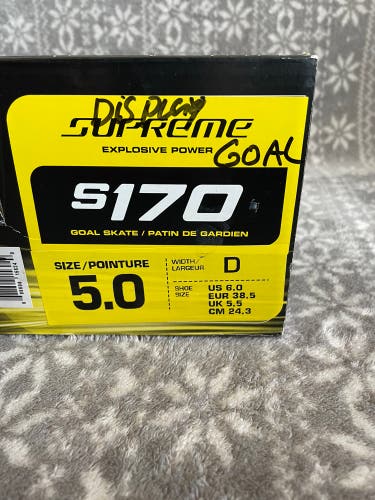 DISPLAY
SUPREME
EXPLOSIVE POWER
GOAL
S170
GOAL SKATE / PATIN DE GARDIEN
SIZE/POINTURE
5.0
WIDTH/
LARGEUR
D
SHOE
SIZE
US 6.0
EUR 38.5
UK 5.5
CM 24.3